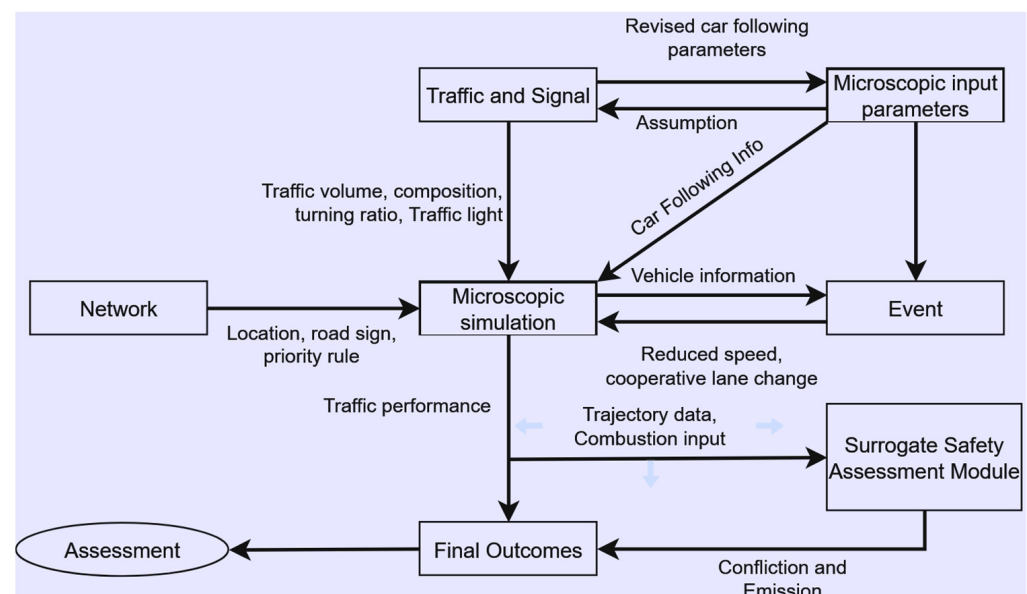 Revised car following
parameters
Traffic and Signal
Microscopic input
parameters
Assumption
Car Following Info
Traffic volume, composition,
turning ratio, Traffic light
Vehicle information
Network
Microscopic
simulation
Event
Location, road sign,
priority rule
Reduced speed,
cooperative lane change
Traffic performance
Trajectory data,
Combustion input
Surrogate Safety
Assessment Module
Assessment
Final Outcomes
Confliction and
Emission